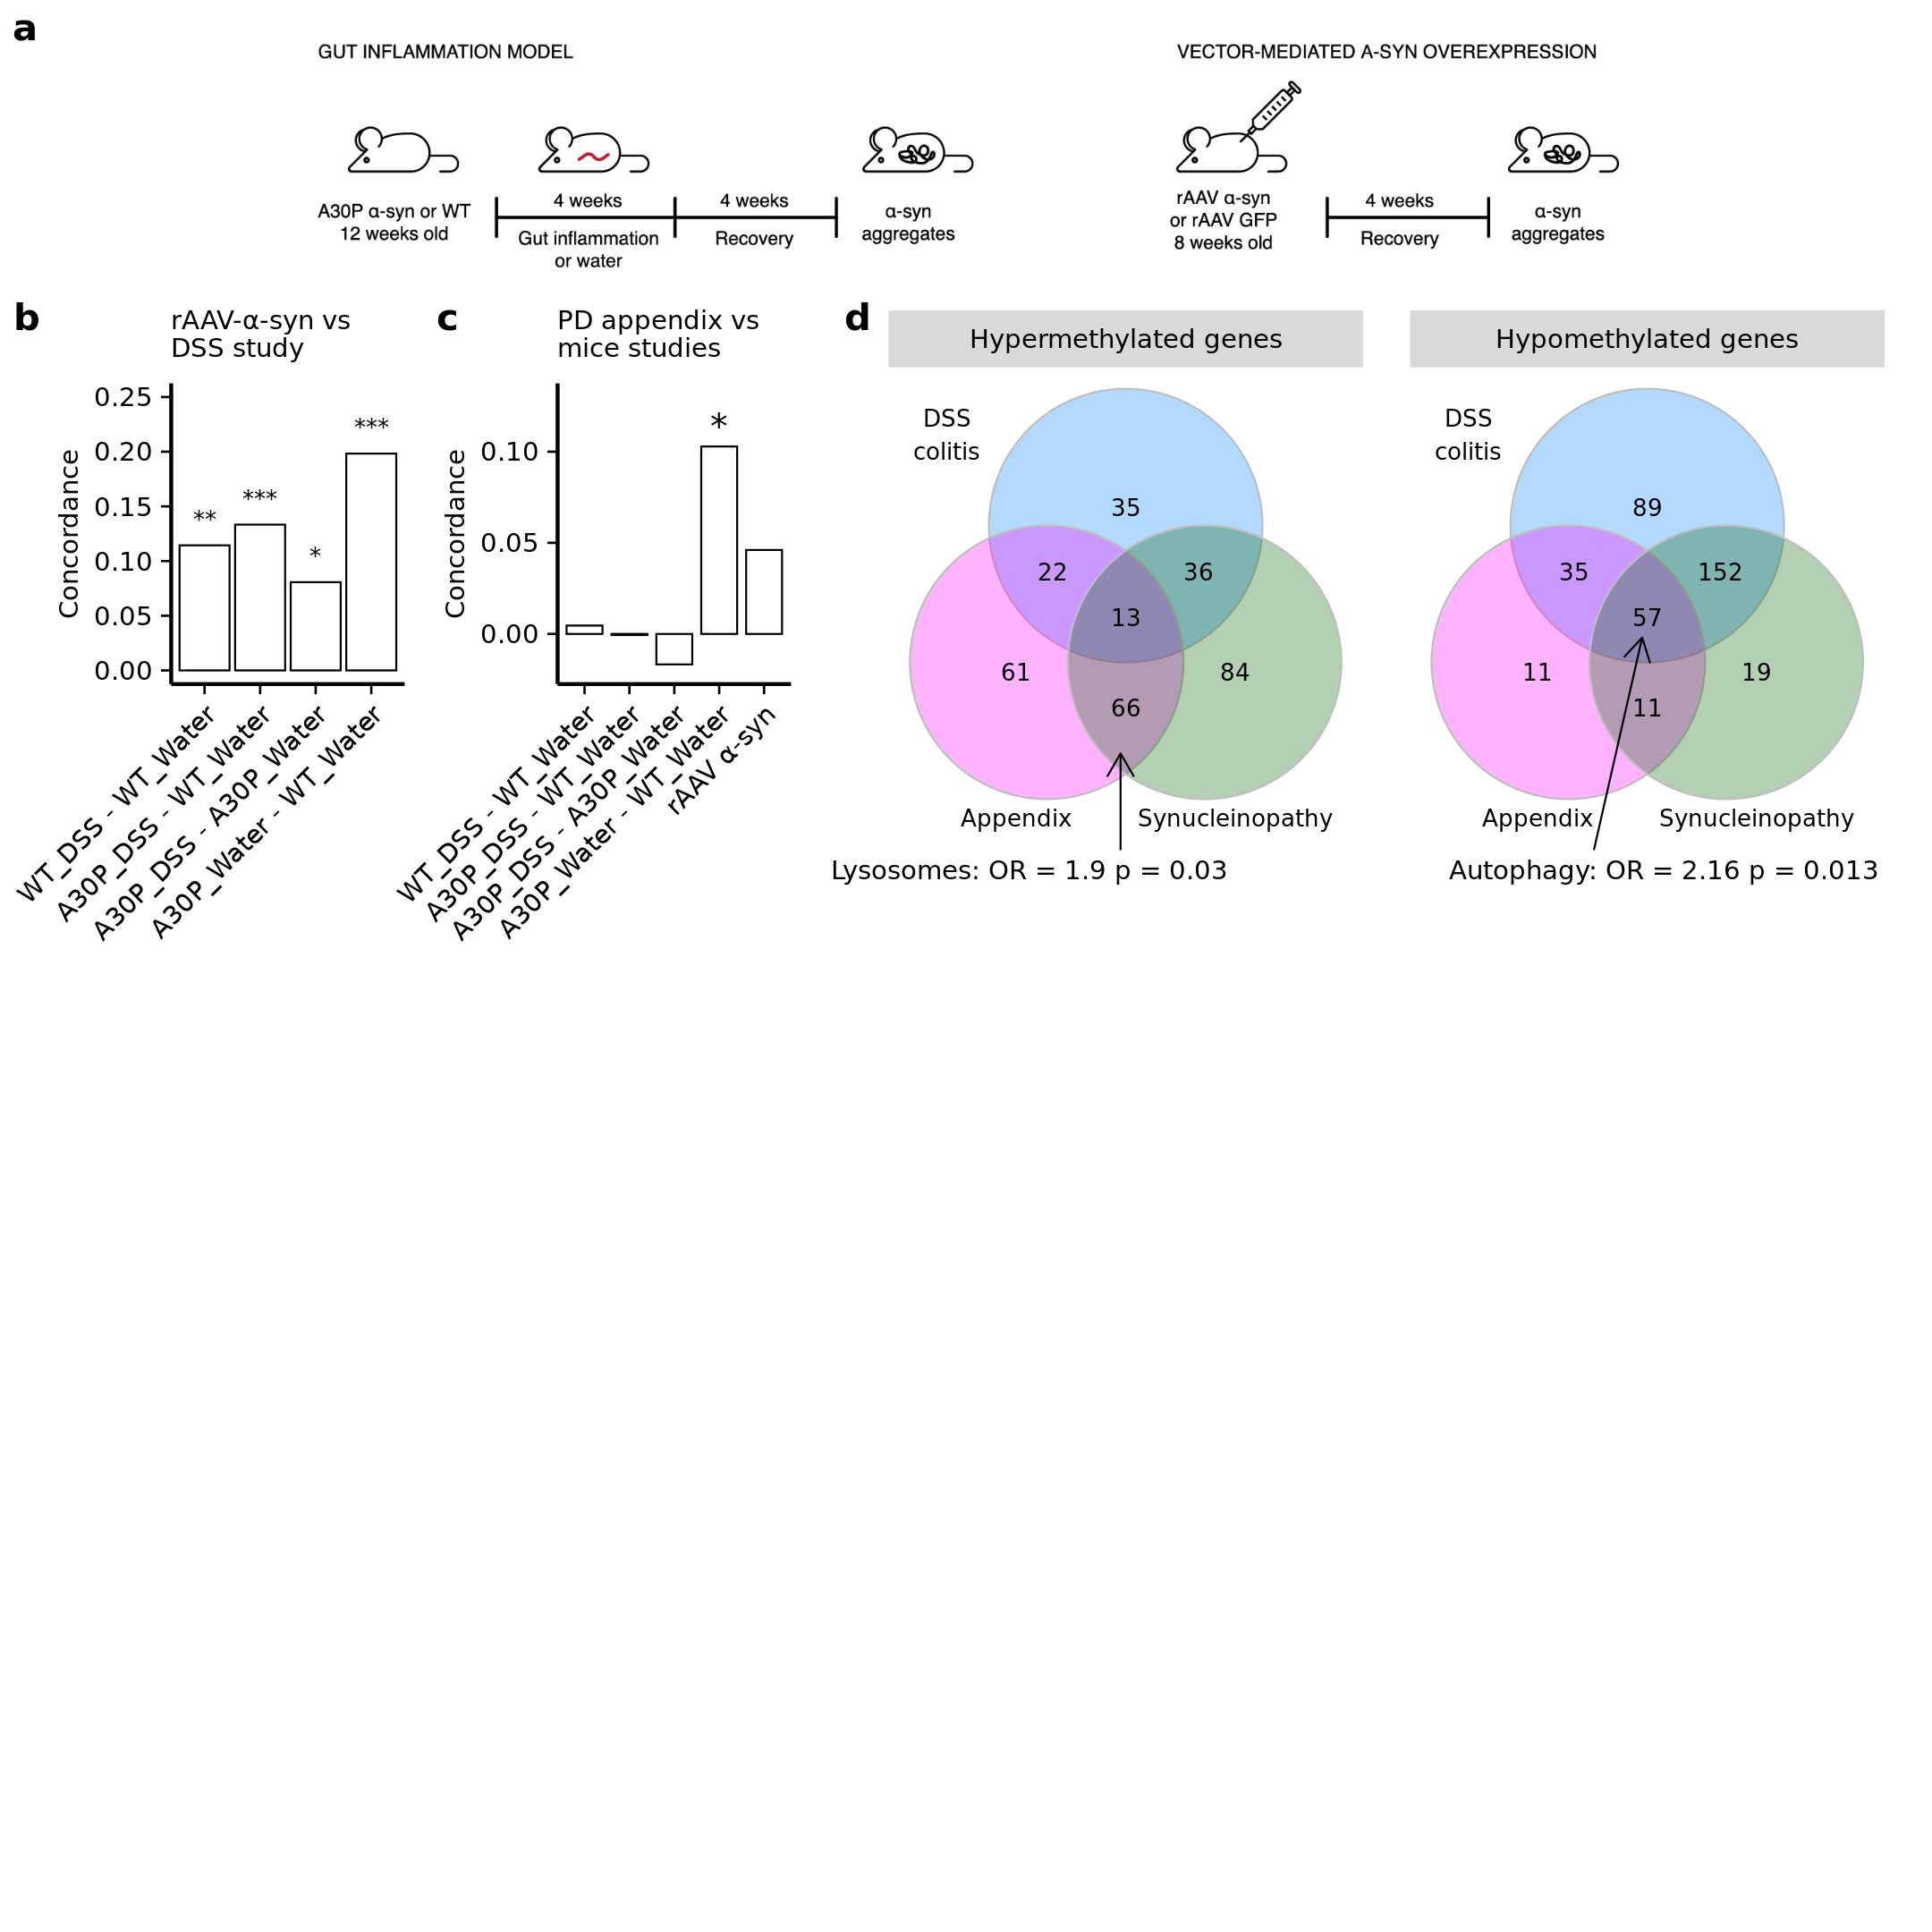 a
GUT INFLAMMATION MODEL
VECTOR-MEDIATED A-SYN OVEREXPRESSION
A30P α-syn or WT
12 weeks old
4 weeks
Gut inflammation
or water
4 weeks
Recovery
α-syn
aggregates
rAAV α-syn
or rAAV GFP
8 weeks old
4 weeks
Recovery
α-syn
aggregates
b
rAAV-α-syn vs
DSS study
Concordance
0.25
0.20
0.15
0.10
0.05
0.00
**
***
*
***
WT_DSS - WT_Water
A30P_DSS - WT_Water
A30P_DSS - A30P_Water
A30P_Water - WT_Water
c
PD appendix vs
mice studies
Concordance
0.10
0.05
0.00
*
WT_DSS - WT_Water
A30P_DSS - WT_Water
A30P_DSS - A30P_Water
A30P_Water - WT_Water
rAAV α-syn
d
Hypermethylated genes
DSS
colitis
35
22
36
13
61
84
66
Appendix
Synucleinopathy
Lysosomes: OR = 1.9 p = 0.03
Hypomethylated genes
DSS
colitis
89
35
152
57
11
19
11
Appendix
Synucleinopathy
Autophagy: OR = 2.16 p = 0.013